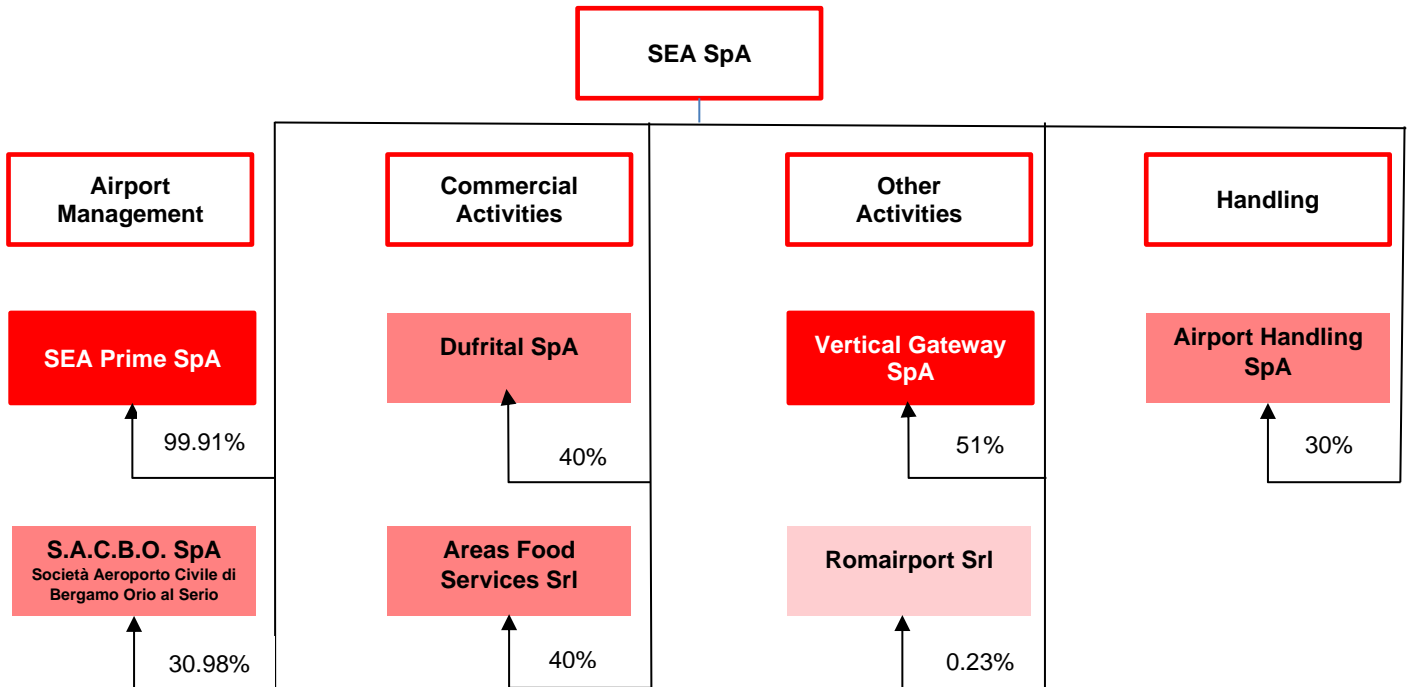 SEA SpA
Airport
Management
Commercial
Activities
Other
Activities
Handling
SEA Prime SpA
Dufrital SpA
Vertical Gateway
SpA
Airport Handling
SpA
99.91%
40%
51%
30%
S.A.C.B.O. SpA
Società Aeroporto Civile di
Bergamo Orio al Serio
Areas Food
Services Srl
Romairport Srl
30.98%
40%
0.23%